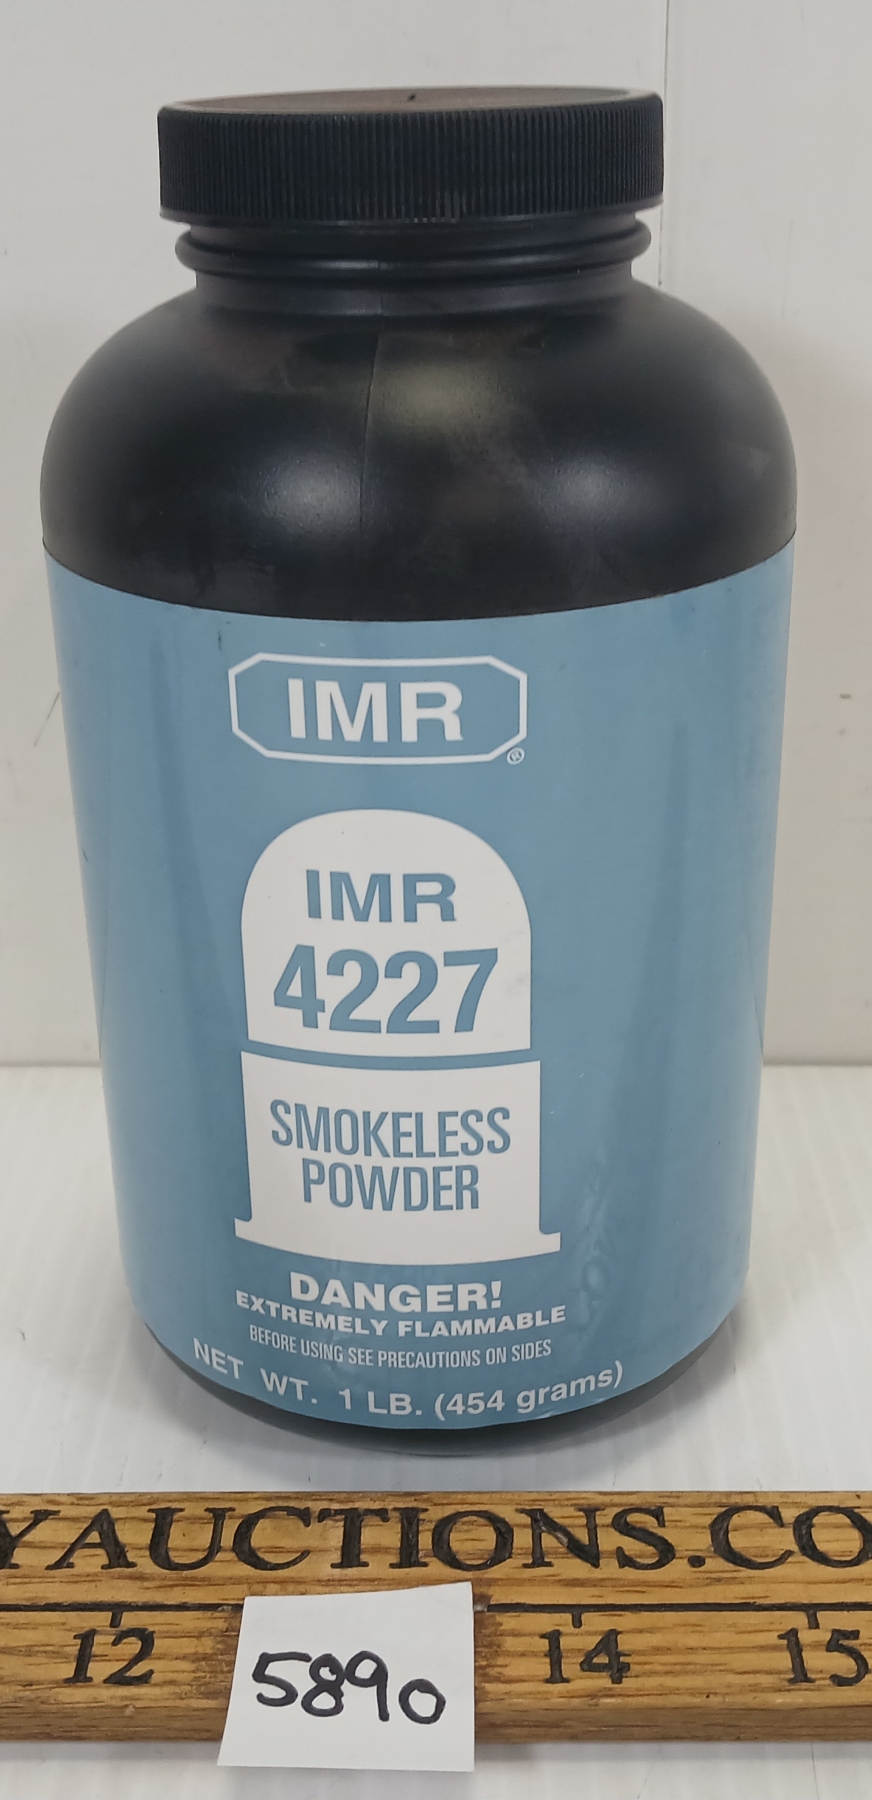 IMR
®
IMR
4227
SMOKELESS
POWDER
DANGER!
EXTREMELY FLAMMABLE
BEFORE USING SEE PRECAUTIONS ON SIDES
NET WT. 1 LB. (454 grams)
YAUCTIONS.CO
12 14 15
5890